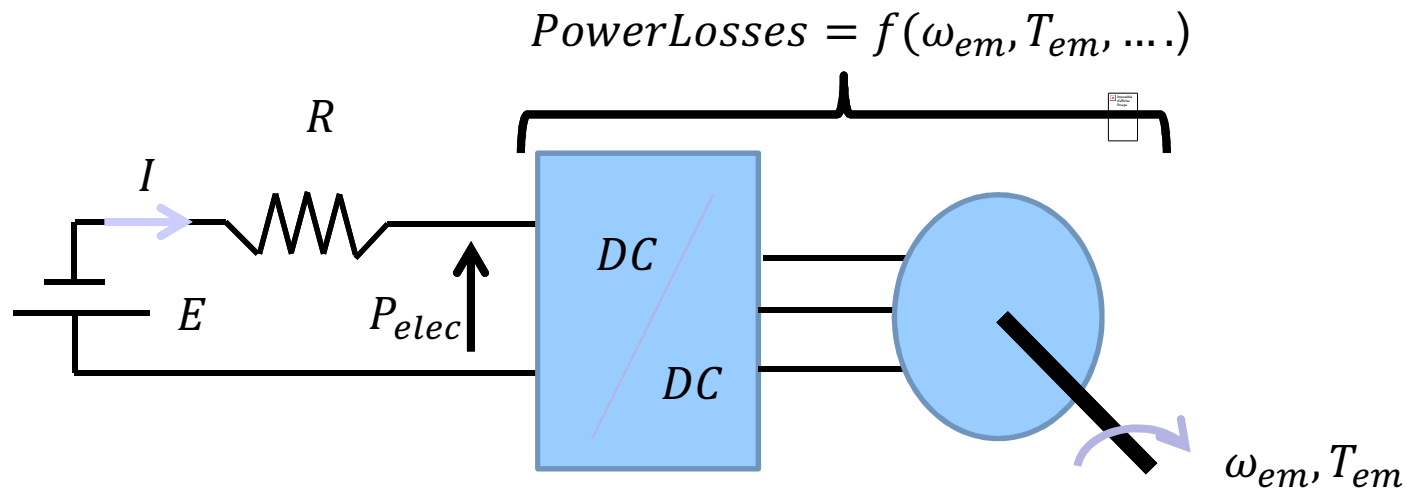 PowerLosses = f(ω_em, T_em, ... .)
R
I
DC
E
P_elec
DC
ω_em, T_em